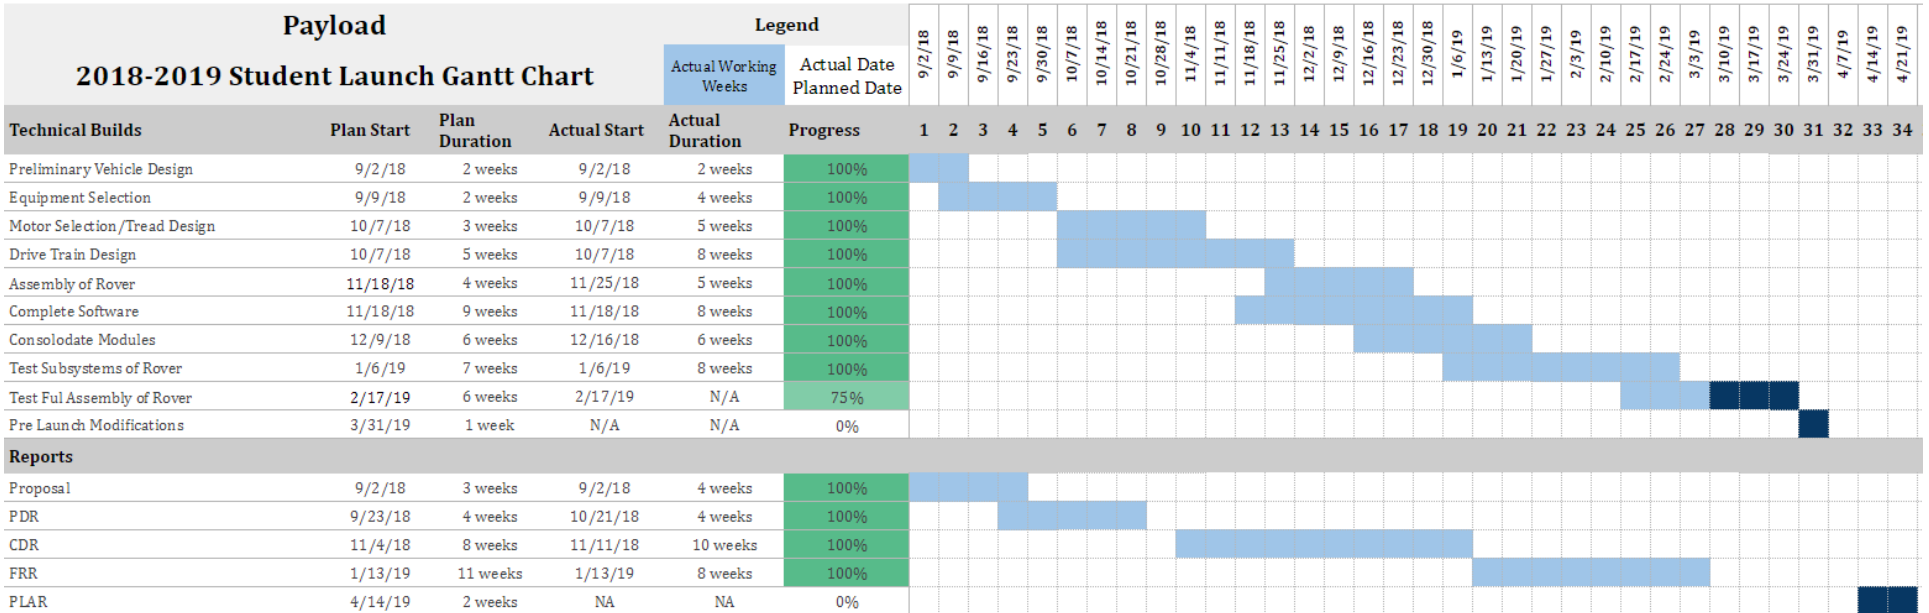 Payload
2018-2019 Student Launch Gantt Chart
Legend
Actual Working
Weeks
Actual Date
Planned Date
9/2/18 9/9/18 9/16/18 9/23/18 9/30/18 10/7/18 10/14/18 10/21/18 10/28/18 11/4/18 11/11/18 11/18/18 11/25/18 12/2/18 12/9/18 12/16/18 12/23/18 12/30/18 1/6/19 1/13/19 1/20/19 1/27/19 2/3/19 2/10/19 2/17/19 2/24/19 3/3/19 3/10/19 3/17/19 3/24/19 3/31/19 4/7/19 4/14/19 4/21/19
Technical Builds Plan Start Plan Duration Actual Start Actual Duration Progress 1 2 3 4 5 6 7 8 9 10 11 12 13 14 15 16 17 18 19 20 21 22 23 24 25 26 27 28 29 30 31 32 33 34
Preliminary Vehicle Design 9/2/18 2 weeks 9/2/18 2 weeks 100%
Equipment Selection 9/9/18 2 weeks 9/9/18 4 weeks 100%
Motor Selection/Tread Design 10/7/18 3 weeks 10/7/18 5 weeks 100%
Drive Train Design 10/7/18 5 weeks 10/7/18 8 weeks 100%
Assembly of Rover 11/18/18 4 weeks 11/25/18 5 weeks 100%
Complete Software 11/18/18 9 weeks 11/18/18 8 weeks 100%
Consolodate Modules 12/9/18 6 weeks 12/16/18 6 weeks 100%
Test Subsystems of Rover 1/6/19 7 weeks 1/6/19 8 weeks 100%
Test Ful Assembly of Rover 2/17/19 6 weeks 2/17/19 N/A 75%
Pre Launch Modifications 3/31/19 1 week N/A N/A 0%
Reports
Proposal 9/2/18 3 weeks 9/2/18 4 weeks 100%
PDR 9/23/18 4 weeks 10/21/18 4 weeks 100%
CDR 11/4/18 8 weeks 11/11/18 10 weeks 100%
FRR 1/13/19 11 weeks 1/13/19 8 weeks 100%
PLAR 4/14/19 2 weeks NA NA 0%